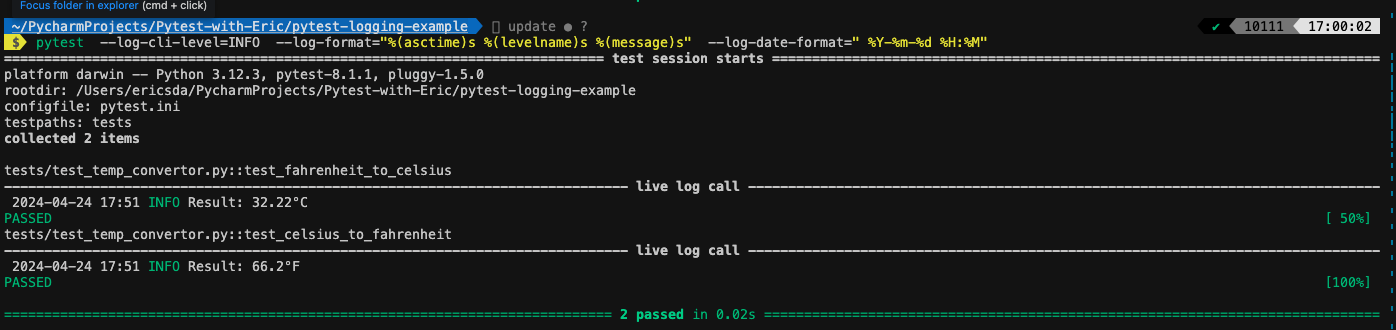 Focus folder in explorer (cmd + click)
~/PycharmProjects/Pytest-with-Eric/pytest-logging-example update ● ? ✔ 10111 17:00:02
$ pytest --log-cli-level=INFO --log-format="%(asctime)s %(levelname)s %(message)s" --log-date-format=" %Y-%m-%d %H:%M"
=========================================================================== test session starts ============================================================================
platform darwin -- Python 3.12.3, pytest-8.1.1, pluggy-1.5.0
rootdir: /Users/ericsda/PycharmProjects/Pytest-with-Eric/pytest-logging-example
configfile: pytest.ini
testpaths: tests
collected 2 items
tests/test_temp_convertor.py::test_fahrenheit_to_celsius
------------------------------------------------------------------------------ live log call -------------------------------------------------------------------------------
2024-04-24 17:51 INFO Result: 32.22°C
PASSED [ 50%]
tests/test_temp_convertor.py::test_celsius_to_fahrenheit
------------------------------------------------------------------------------ live log call -------------------------------------------------------------------------------
2024-04-24 17:51 INFO Result: 66.2°F
PASSED [100%]
============================================================================ 2 passed in 0.02s =============================================================================